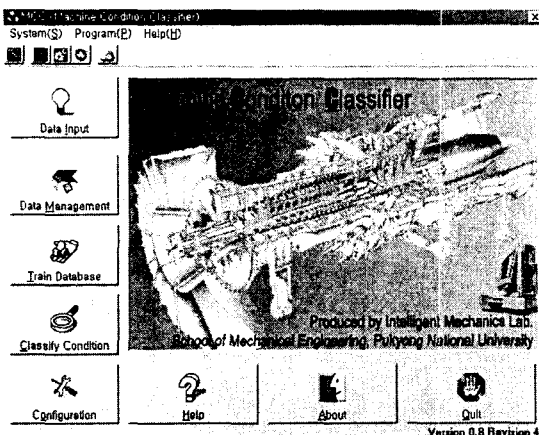 MCC (Machine Condition Classifier)
System(S) Program(P) Help(H)
Conditon Classifier
Data Input
Data Management
Train Database
Classify Condition
Produced by Intelligent Mechanics Lab.
School of Mechanical Engineering, Pukyong National University
Configuration
Help
About
Quit
Version 0.8 Revision 4